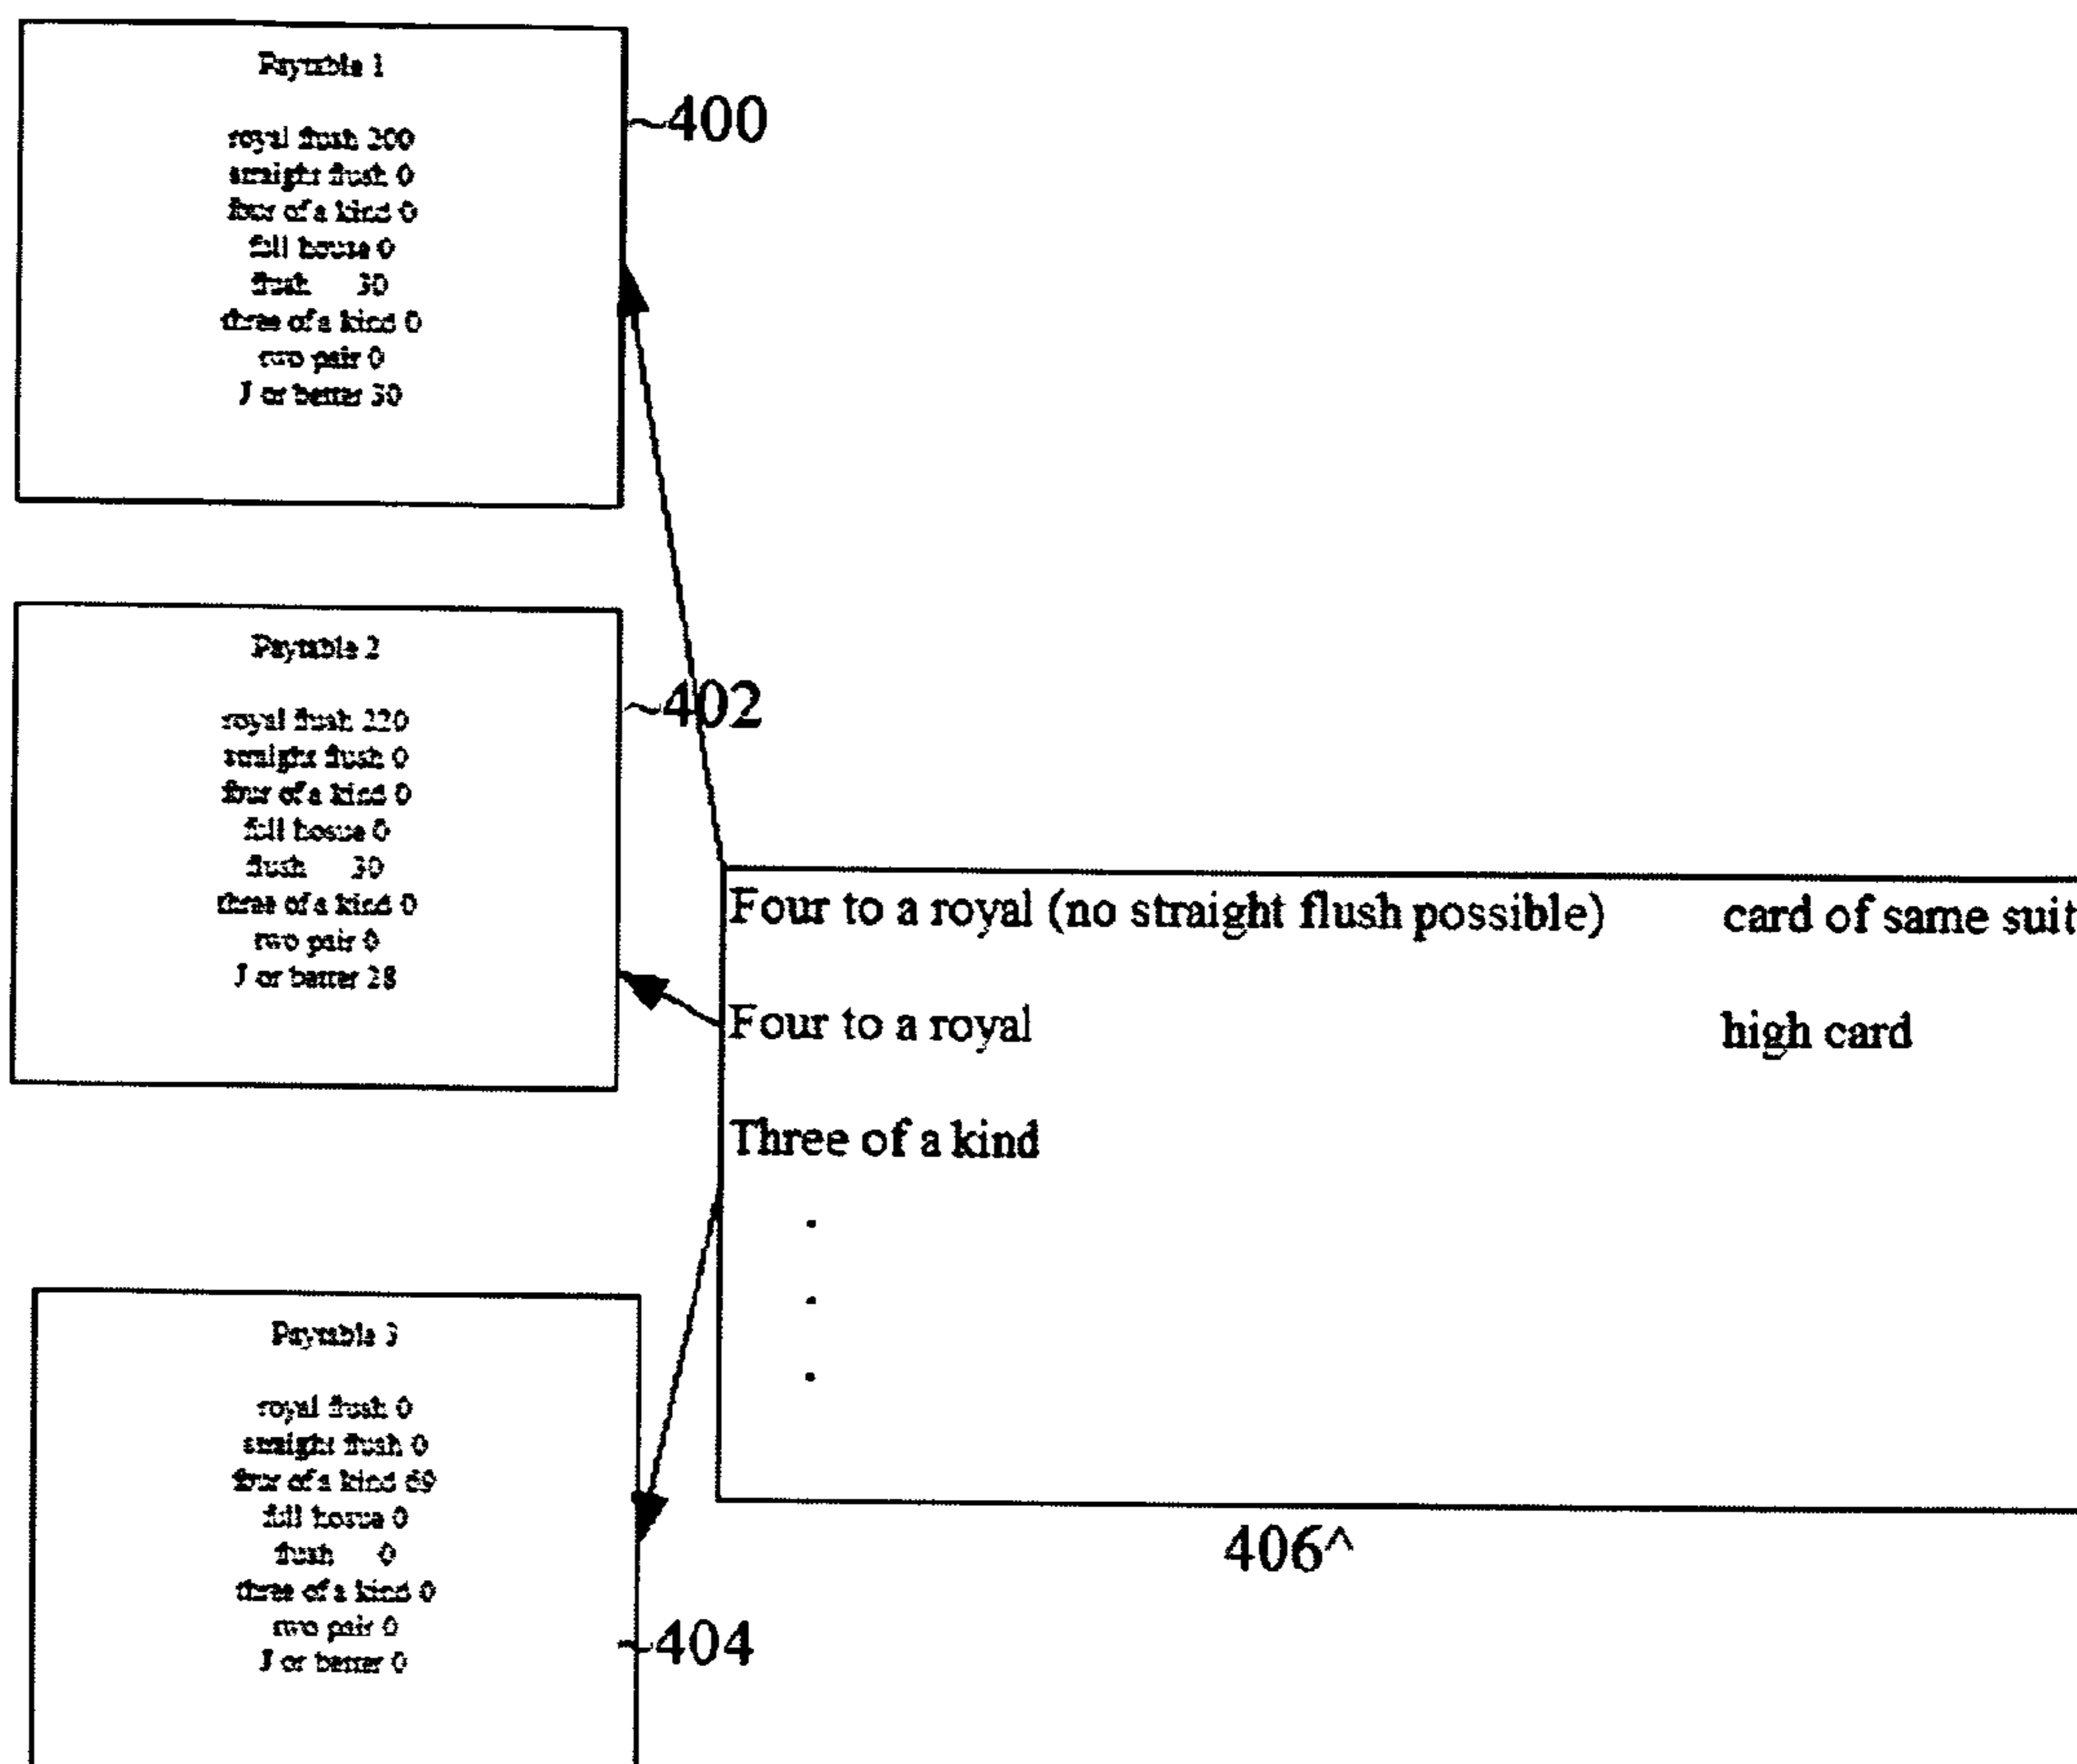 Paytable 1
royal flush 200
straight flush 0
four of a kind 0
full house 0
flush 30
three of a kind 0
two pair 0
J or better 30
400
Paytable 2
royal flush 220
straight flush 0
four of a kind 0
full hosue 0
flush 30
three of a kind 0
two pair 0
J or better 28
402
Four to a royal (no straight flush possible) card of same suit
Four to a royal high card
Three of a kind
.
.
.
406^
Paytable 3
royal flush 0
straight flush 0
four of a kind 69
full hosue 0
flush 0
three of a kind 0
two pair 0
J or better 0
404